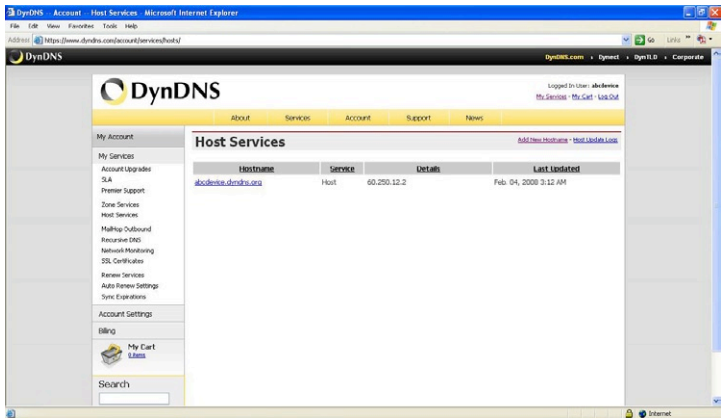 DynDNS -- Account -- Host Services - Microsoft Internet Explorer
File Edit View Favorites Tools Help
Address https://www.dyndns.com/account/services/hosts/ Go Links »
DynDNS DynDNS.com Dynect DynTLD Corporate
DynDNS
Logged In User: abcdevice
My Services - My Cart - Log Out
About Services Account Support News
My Account
My Services
Account Upgrades
SLA
Premier Support
Zone Services
Host Services
MailHop Outbound
Recursive DNS
Network Monitoring
SSL Certificates
Renew Services
Auto Renew Settings
Sync Expirations
Account Settings
Billing
My Cart
0 items
Search
Host Services
Add New Hostname - Host Update Logs
Hostname Service Details Last Updated
abcdevice.dyndns.org Host 60.250.12.2 Feb. 04, 2008 3:12 AM
Internet